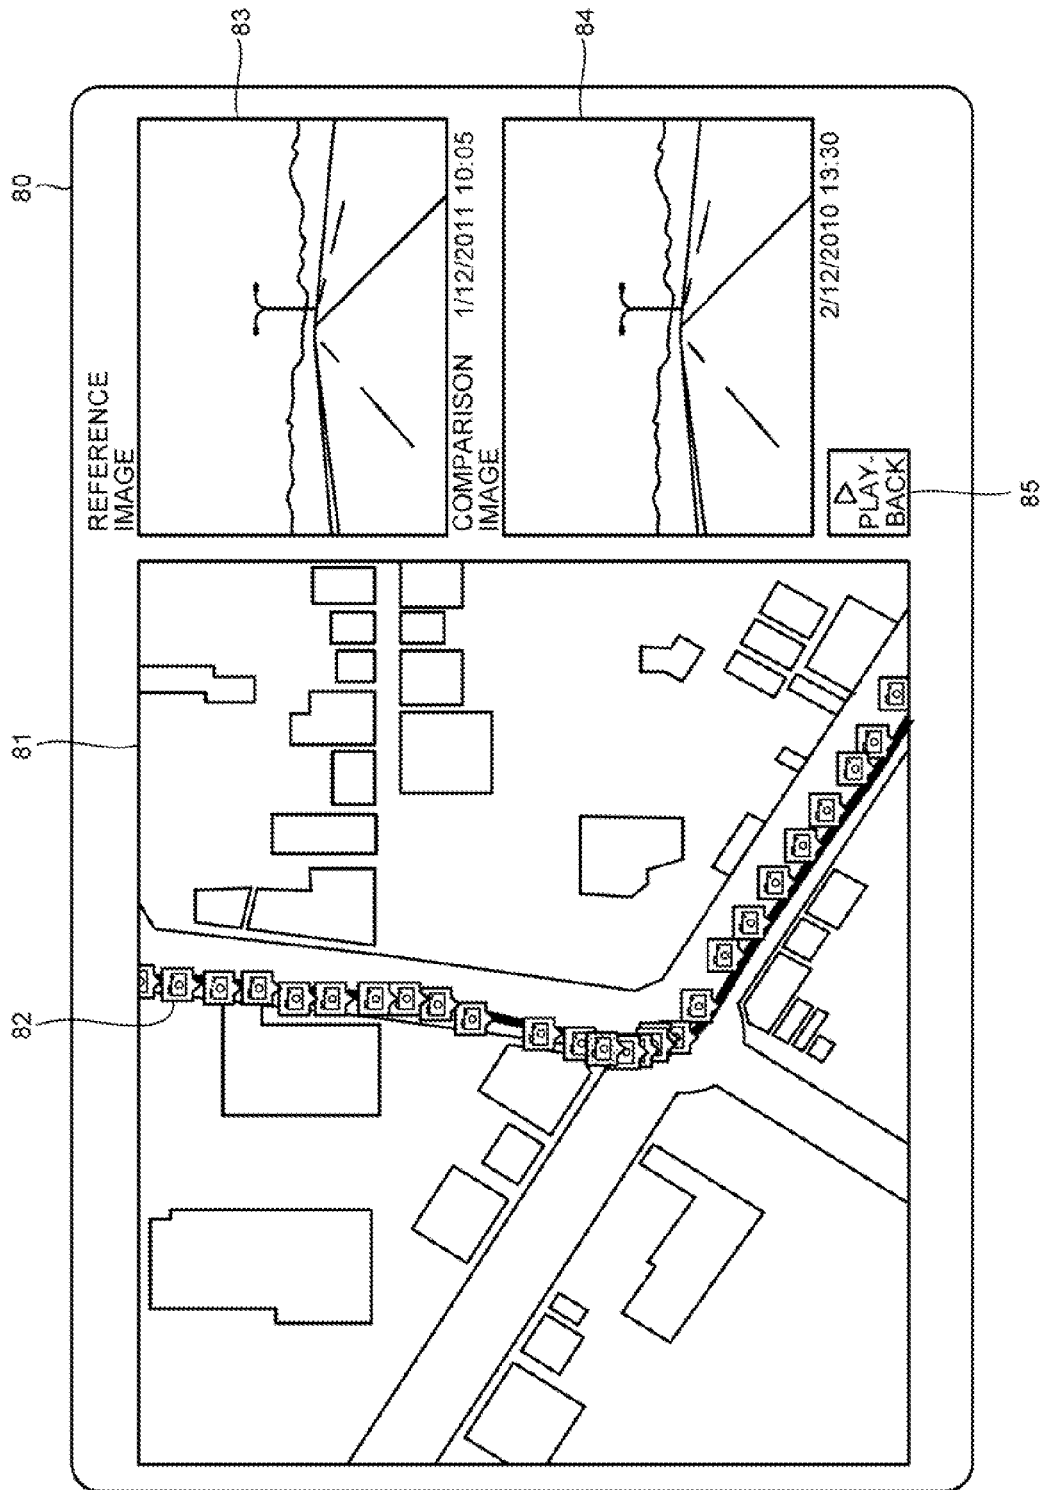 80
81
82
REFERENCE
IMAGE
83
1/12/2011 10:05
COMPARISON
IMAGE
84
2/12/2010 13:30
PLAY-
BACK
85